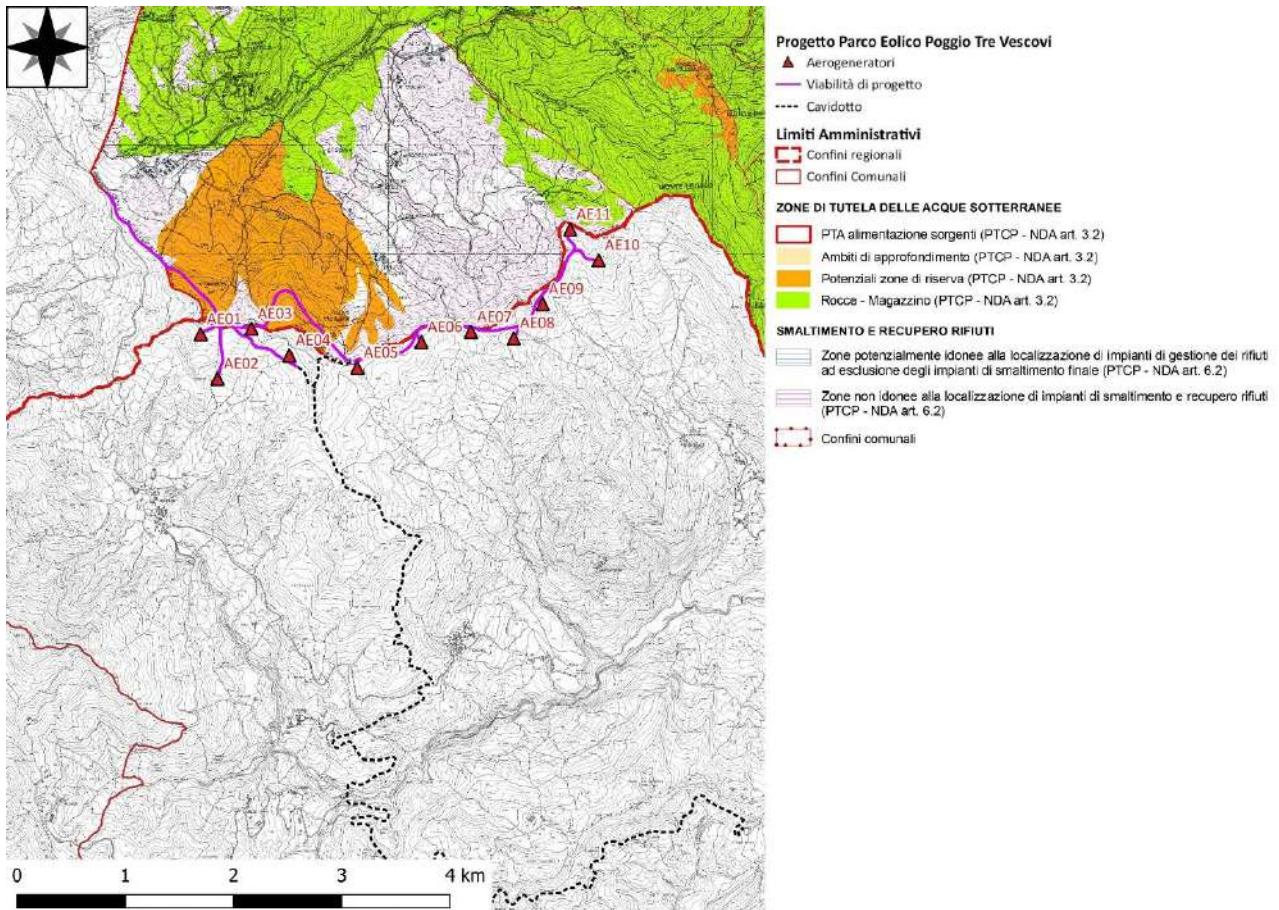 Progetto Parco Eolico Poggio Tre Vescovi
Aerogeneratori
Viabilità di progetto
Cavidotto
Limiti Amministrativi
Confini regionali
Confini Comunali
ZONE DI TUTELA DELLE ACQUE SOTTERRANEE
PTA alimentazione sorgenti (PTCP - NDA art. 3.2)
Ambiti di approfondimento (PTCP - NDA art. 3.2)
Potenziali zone di riserva (PTCP - NDA art. 3.2)
Rocce - Magazzino (PTCP - NDA art. 3.2)
SMALTIMENTO E RECUPERO RIFIUTI
Zone potenzialmente idonee alla localizzazione di impianti di gestione dei rifiuti
ad esclusione degli impianti di smaltimento finale (PTCP - NDA art. 6.2)
Zone non idonee alla localizzazione di impianti di smaltimento e recupero rifiuti
(PTCP - NDA art. 6.2)
Confini comunali
AE11
AE10
AE09
AE01
AE03
AE06
AE07
AE08
AE04
AE05
AE02
0 1 2 3 4 km